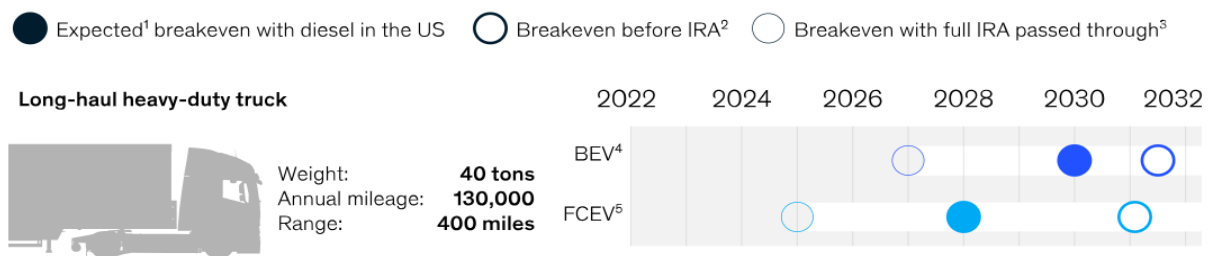 Expected¹ breakeven with diesel in the US
Breakeven before IRA²
Breakeven with full IRA passed through³
Long-haul heavy-duty truck
2022 2024 2026 2028 2030 2032
Weight: 40 tons
Annual mileage: 130,000
Range: 400 miles
BEV⁴
FCEV⁵